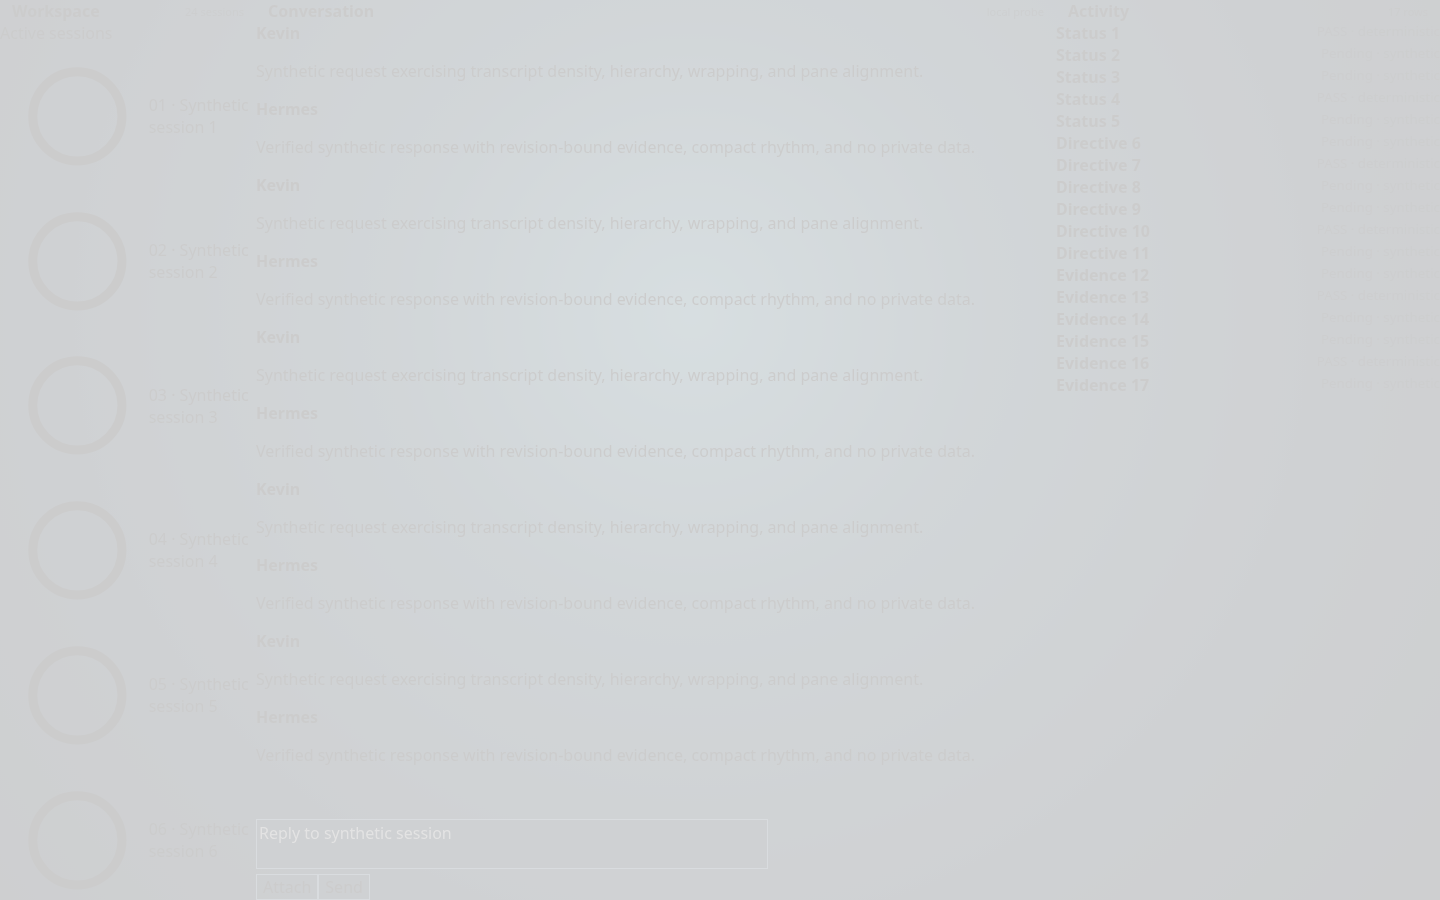 Workspace
Active sessions
01 · Synthetic
session 1
02 · Synthetic
session 2
03 · Synthetic
session 3
04 · Synthetic
session 4
05 · Synthetic
session 5
06 · Synthetic
session 6
Conversation
Kevin
Synthetic request exercising transcript density, hierarchy, wrapping, and pane alignment.
Hermes
Verified synthetic response with revision-bound evidence, compact rhythm, and no private data.
Kevin
Synthetic request exercising transcript density, hierarchy, wrapping, and pane alignment.
Hermes
Verified synthetic response with revision-bound evidence, compact rhythm, and no private data.
Kevin
Synthetic request exercising transcript density, hierarchy, wrapping, and pane alignment.
Hermes
Verified synthetic response with revision-bound evidence, compact rhythm, and no private data.
Kevin
Synthetic request exercising transcript density, hierarchy, wrapping, and pane alignment.
Hermes
Verified synthetic response with revision-bound evidence, compact rhythm, and no private data.
Kevin
Synthetic request exercising transcript density, hierarchy, wrapping, and pane alignment.
Hermes
Verified synthetic response with revision-bound evidence, compact rhythm, and no private data.
Reply to synthetic session
Attach Send
Activity
Status 1
Status 2
Status 3
Status 4
Status 5
Directive 6
Directive 7
Directive 8
Directive 9
Directive 10
Directive 11
Evidence 12
Evidence 13
Evidence 14
Evidence 15
Evidence 16
Evidence 17